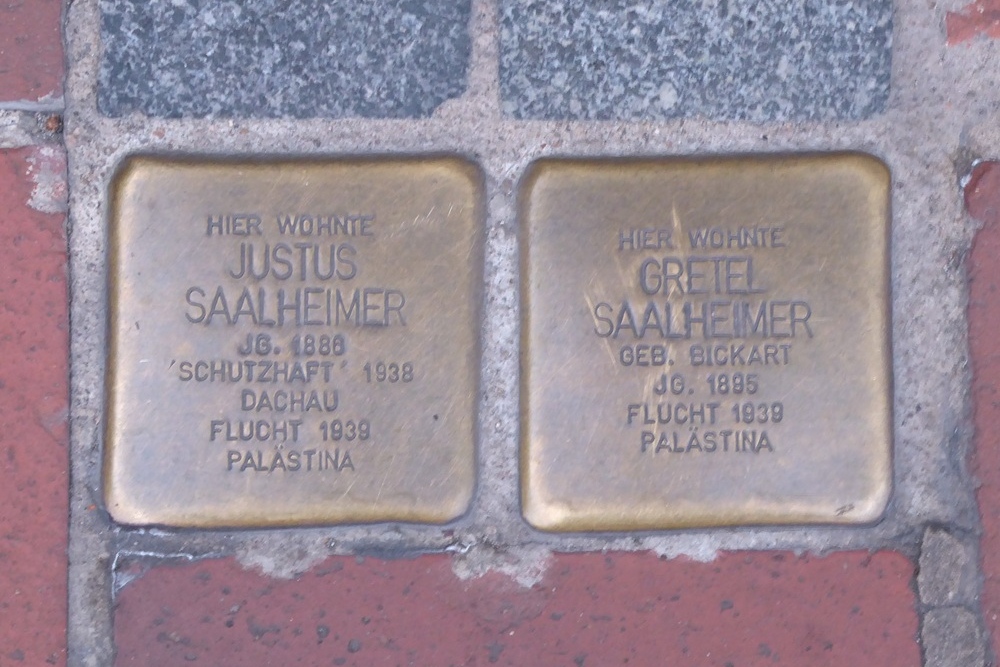 HIER WOHNTE
JUSTUS
SAALHEIMER
JG. 1888
'SCHUTZHAFT' 1938
DACHAU
FLUCHT 1939
PALÄSTINA
HIER WOHNTE
GRETEL
SAALHEIMER
GEB. BICKART
JG. 1895
FLUCHT 1939
PALÄSTINA